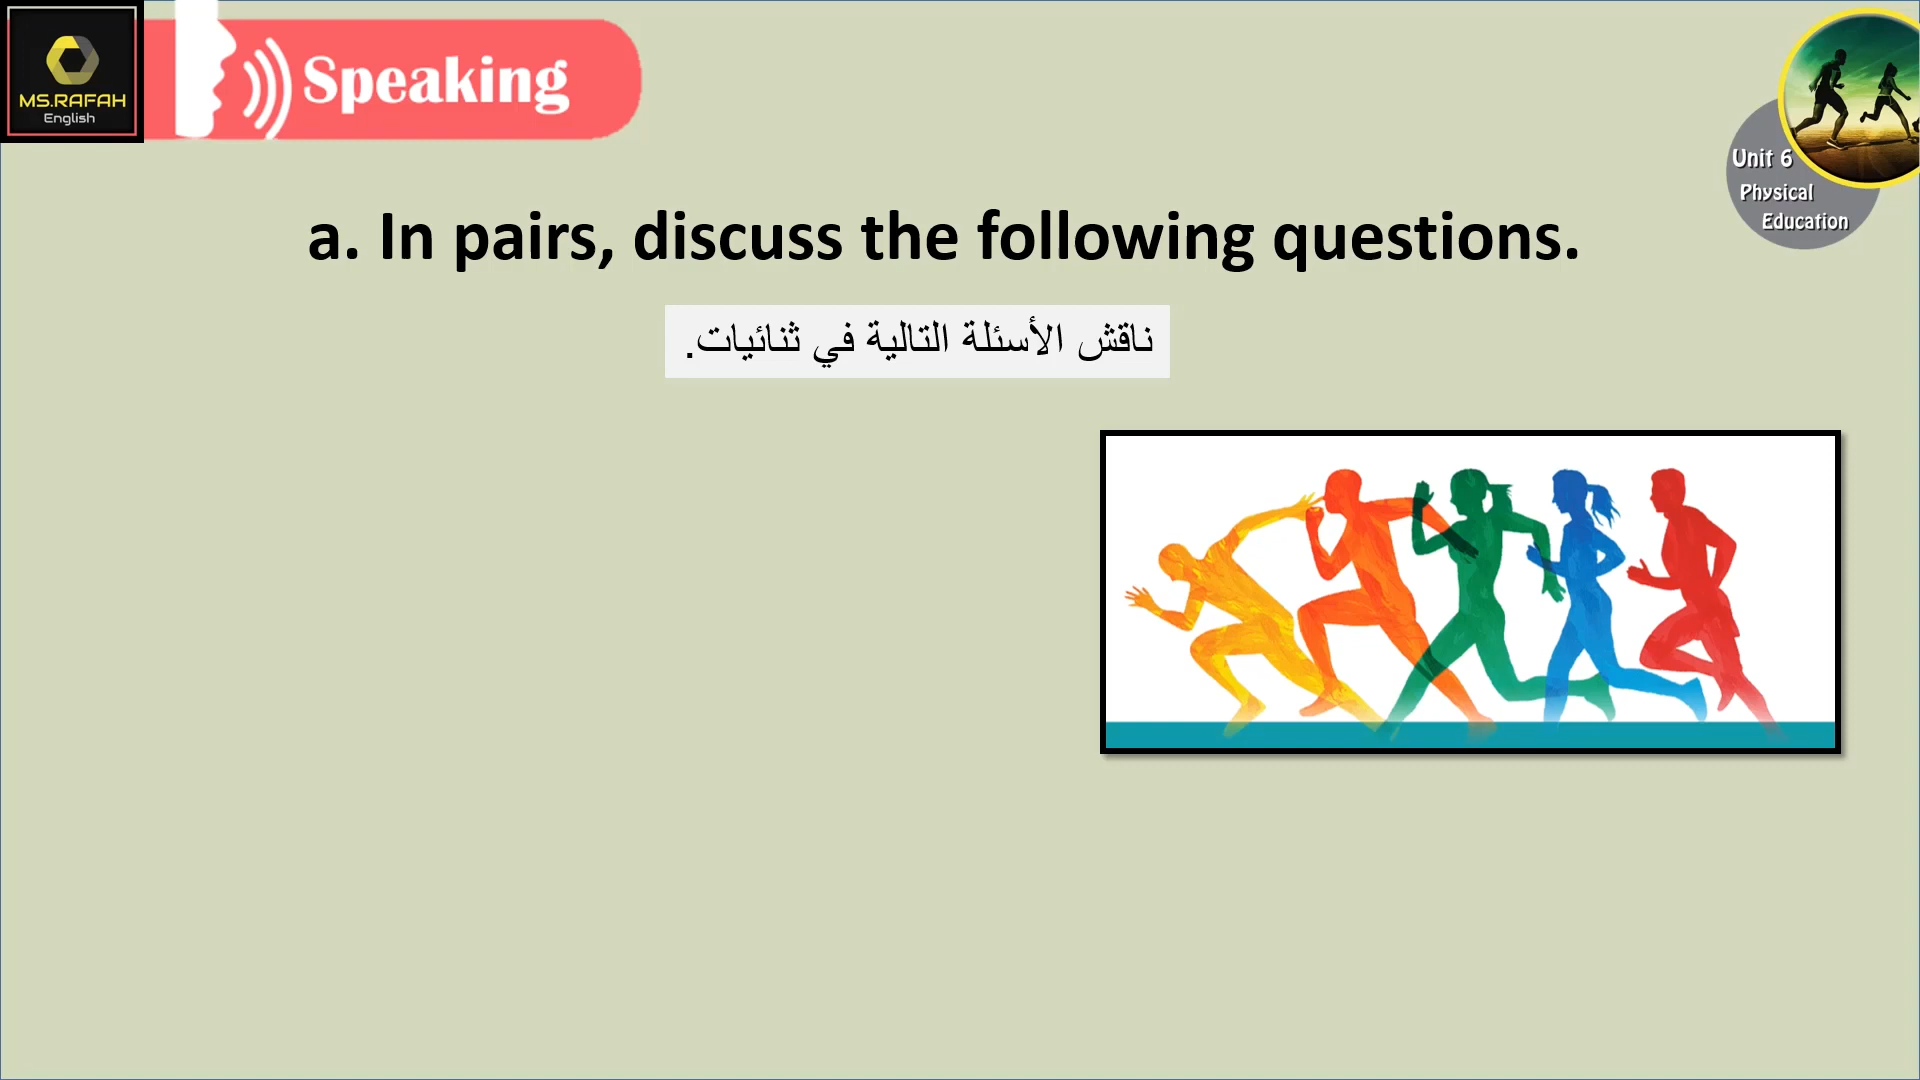 MS.RAFAH
English
Speaking
Unit 6
Physical
Education
a. In pairs, discuss the following questions.
ناقش الأسئلة التالية في ثنائيات.